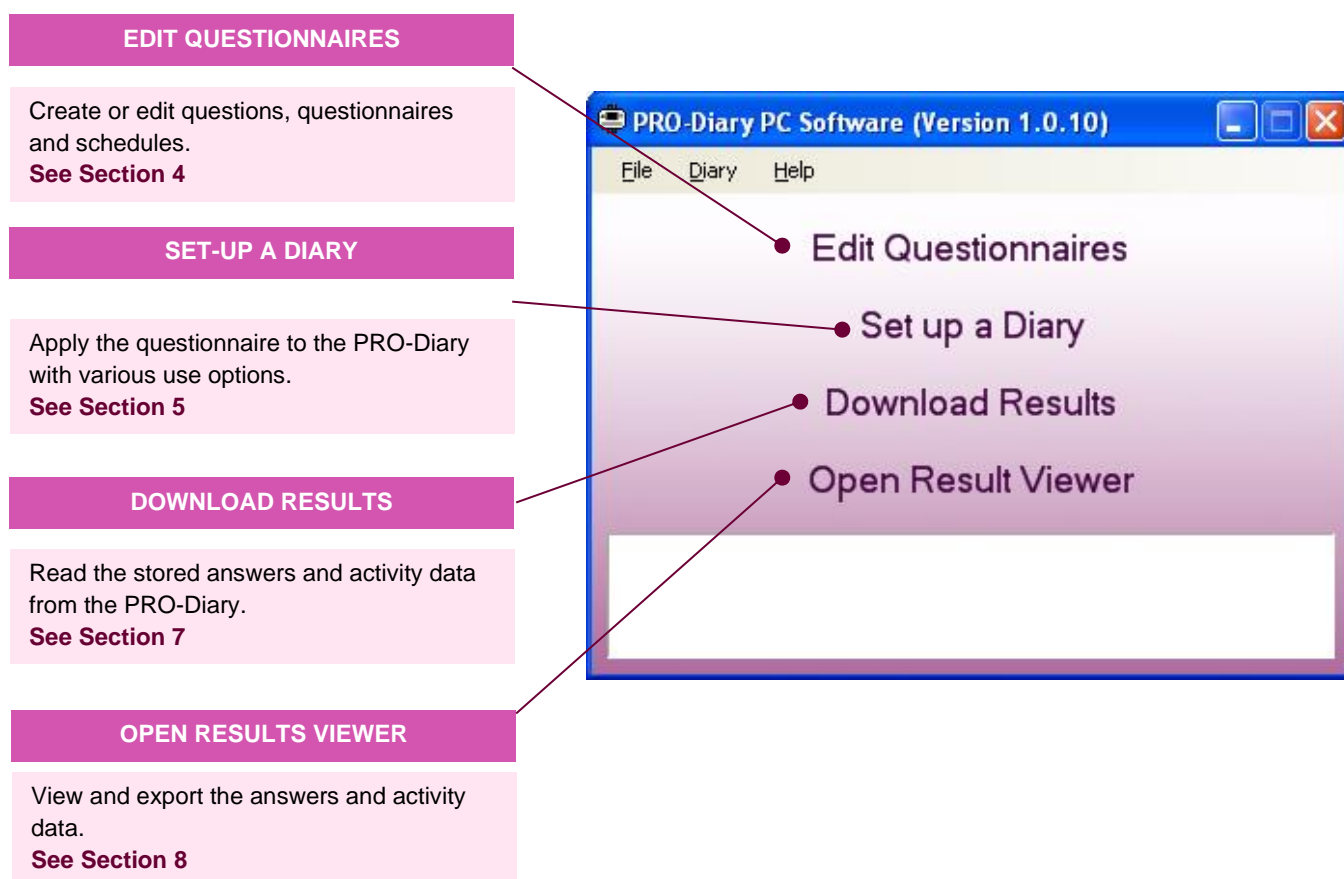 EDIT QUESTIONNAIRES
Create or edit questions, questionnaires
and schedules.
See Section 4
SET-UP A DIARY
Apply the questionnaire to the PRO-Diary
with various use options.
See Section 5
DOWNLOAD RESULTS
Read the stored answers and activity data
from the PRO-Diary.
See Section 7
OPEN RESULTS VIEWER
View and export the answers and activity
data.
See Section 8
PRO-Diary PC Software (Version 1.0.10)
File Diary Help
Edit Questionnaires
Set up a Diary
Download Results
Open Result Viewer